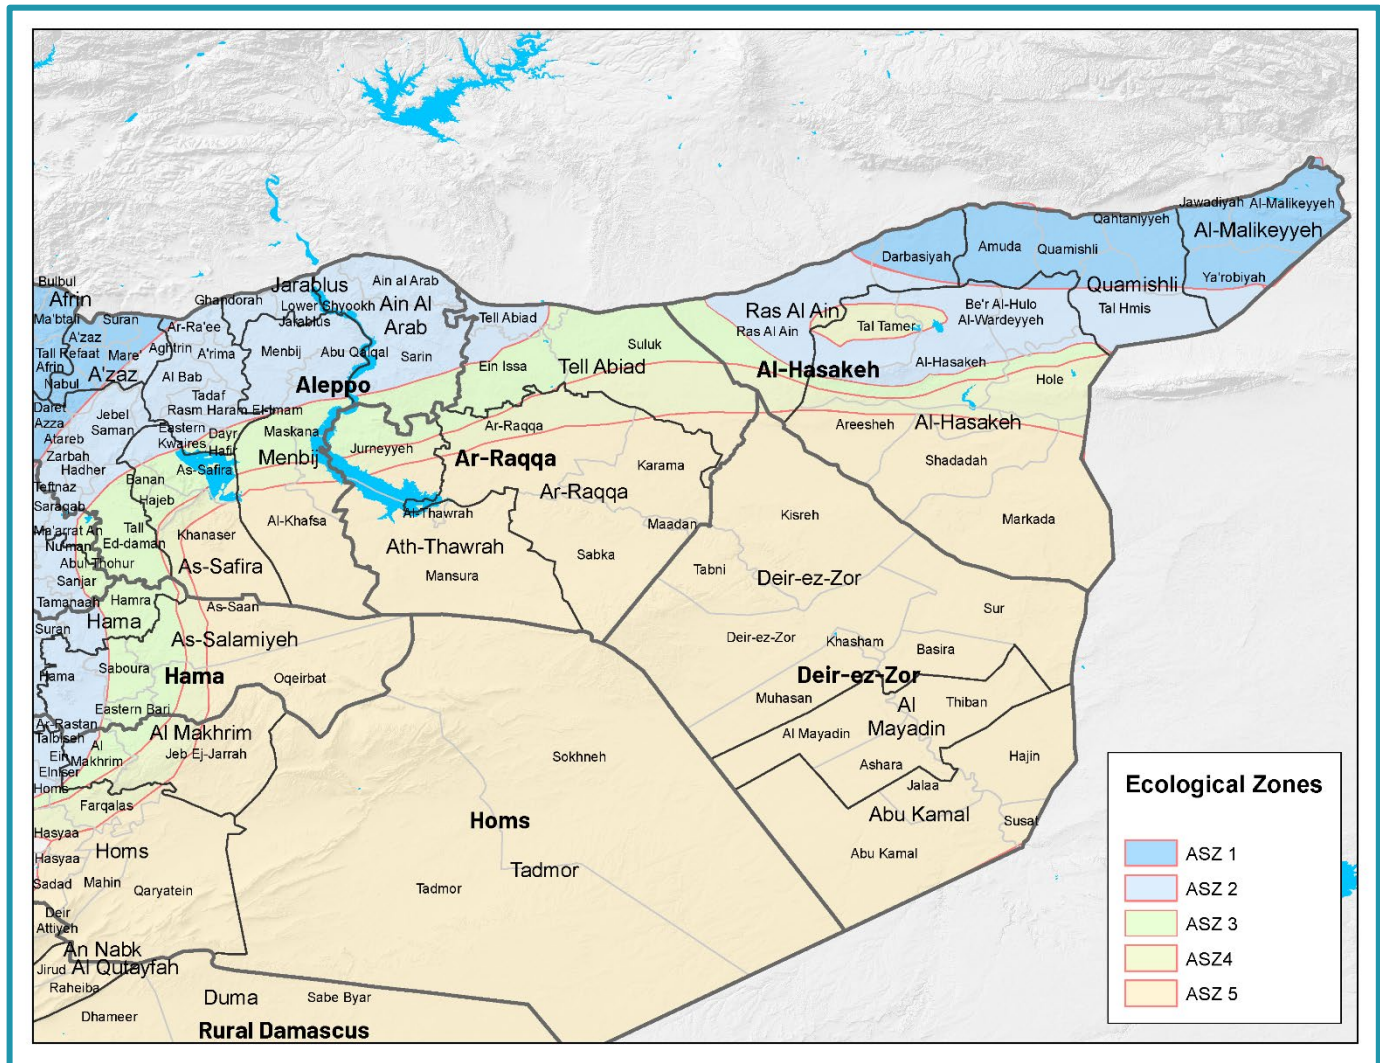 Bulbul
Afrin
Ma'btali
Suran
A'zaz
Tall Refaat
Mare'
Afrin
A'zaz
Nabul
Daret
Azza
Atareb
Zarbah
Hadher
Teftnaz
Saraqab
Ma'arrat An
Nu'man
Abul Thohur
Sanjar
Tamanaah
Suran
Hama
Hama
Ghandorah
Ar-Ra'ee
Aghtrin
A'rima
Al Bab
Tadaf
Rasm Haram El-Imam
Jebel
Saman
Eastern
Kwaires
Dayr
Hafir
As-Safira
Banan
Hajeb
Tall
Ed-daman
Khanaser
As-Safira
Al-Khafsa
Jarablus
Lower Shyookh
Jarablus
Menbij
Abu Qalqal
Aleppo
Maskana
Menbij
Ain al Arab
Ain Al
Arab
Sarin
Tell Abiad
Ein Issa
Suluk
Tell Abiad
Jurneyyeh
Ar-Raqqa
Ar-Raqqa
Karama
Ar-Raqqa
Maadan
Al-Thawrah
Ath-Thawrah
Mansura
Sabka
Ras Al Ain
Ras Al Ain
Tal Tamer
Darbasiyah
Amuda
Quamishli
Qahtaniyyeh
Quamishli
Jawadiyah
Al-Malikeyyeh
Al-Malikeyyeh
Ya'robiyah
Be'r Al-Hulo
Al-Wardeyyeh
Tal Hmis
Al-Hasakeh
Al-Hasakeh
Hole
Al-Hasakeh
Areesheh
Shadadah
Markada
Kisreh
Tabni
Deir-ez-Zor
Sur
Deir-ez-Zor
Khasham
Basira
Deir-ez-Zor
Muhasan
Al
Mayadin
Thiban
Al Mayadin
Ashara
Hajin
Jalaa
Abu Kamal
Susat
Abu Kamal
Hamra
As-Saan
As-Salamiyeh
Saboura
Hama
Oqeirbat
Eastern Bari
Ar-Rastan
Talbiseh
Al
Makhrim
Al Makhrim
Jeb Ej-Jarrah
Ein
Elniser
Homs
Farqalas
Hasyaa
Homs
Hasyaa
Sadad
Mahin
Qaryatein
Sokhneh
Homs
Tadmor
Tadmor
Deir
Attiyeh
An Nabk
Jirud
Al Qutayfah
Raheiba
Duma
Sabe Byar
Dhameer
Rural Damascus
Ecological Zones
ASZ 1
ASZ 2
ASZ 3
ASZ4
ASZ 5